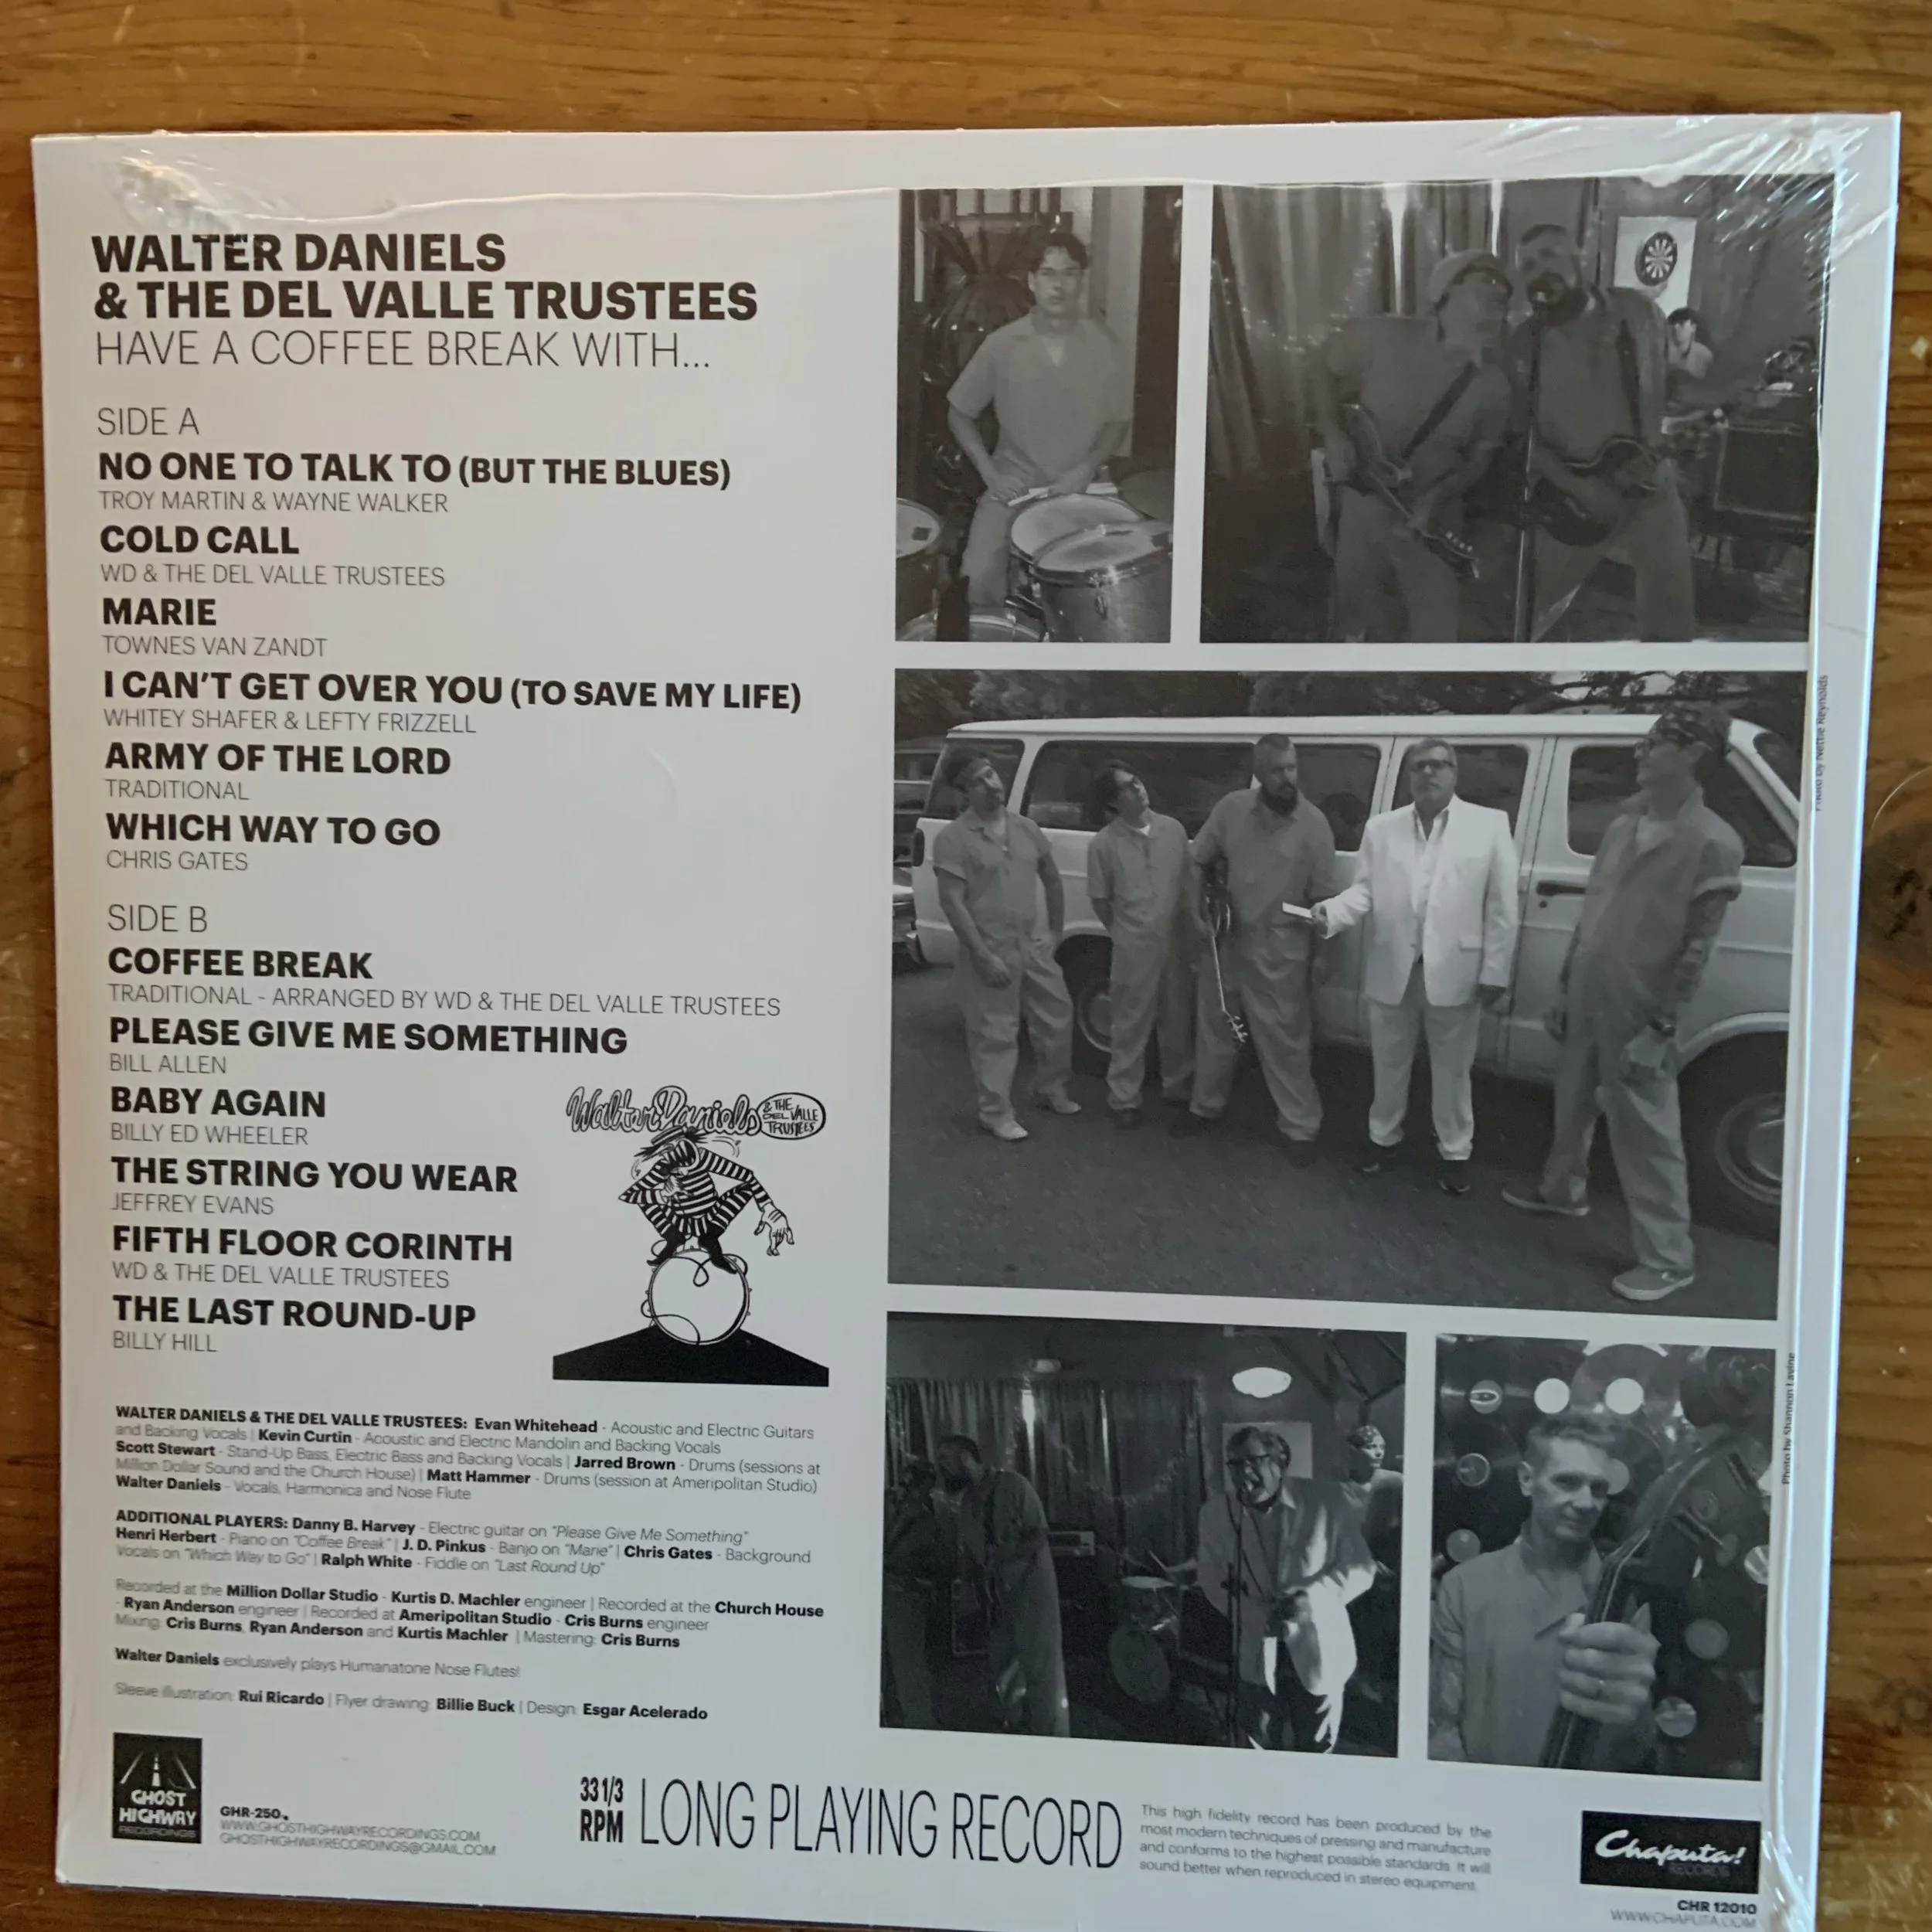 WALTER DANIELS
& THE DEL VALLE TRUSTEES
HAVE A COFFEE BREAK WITH...
SIDE A
NO ONE TO TALK TO (BUT THE BLUES)
TROY MARTIN & WAYNE WALKER
COLD CALL
WD & THE DEL VALLE TRUSTEES
MARIE
TOWNES VAN ZANDT
I CAN'T GET OVER YOU (TO SAVE MY LIFE)
WHITEY SHAFER & LEFTY FRIZZELL
ARMY OF THE LORD
TRADITIONAL
WHICH WAY TO GO
CHRIS GATES
SIDE B
COFFEE BREAK
TRADITIONAL - ARRANGED BY WD & THE DEL VALLE TRUSTEES
PLEASE GIVE ME SOMETHING
BILL ALLEN
BABY AGAIN
BILLY ED WHEELER
THE STRING YOU WEAR
JEFFREY EVANS
FIFTH FLOOR CORINTH
WD & THE DEL VALLE TRUSTEES
THE LAST ROUND-UP
BILLY HILL
Walter Daniels
& THE
DEL VALLE
TRUSTEES
WALTER DANIELS & THE DEL VALLE TRUSTEES: Evan Whitehead - Acoustic and Electric Guitars
and Backing Vocals | Kevin Curtin - Acoustic and Electric Mandolin and Backing Vocals
Scott Stewart - Stand-Up Bass, Electric Bass and Backing Vocals | Jarred Brown - Drums (sessions at
Million Dollar Sound and the Church House) | Matt Hammer - Drums (session at Ameripolitan Studio)
Walter Daniels - Vocals, Harmonica and Nose Flute
ADDITIONAL PLAYERS: Danny B. Harvey - Electric guitar on "Please Give Me Something"
Henri Herbert - Piano on "Coffee Break" | J. D. Pinkus - Banjo on "Marie" | Chris Gates - Background
Vocals on "Which Way to Go" | Ralph White - Fiddle on "Last Round Up"
Recorded at the Million Dollar Studio - Kurtis D. Machler engineer | Recorded at the Church House
- Ryan Anderson engineer | Recorded at Ameripolitan Studio - Cris Burns engineer
Mixing: Cris Burns, Ryan Anderson and Kurtis Machler | Mastering: Cris Burns
Walter Daniels exclusively plays Humanatone Nose Flutes!
Sleeve illustration: Rui Ricardo | Flyer drawing: Billie Buck | Design: Esgar Acelerado
Photo by Nettie Reynolds
Photo by Shannon Lavine
GHOST
HIGHWAY
RECORDINGS
GHR-250
WWW.GHOSTHIGHWAYRECORDINGS.COM
GHOSTHIGHWAYRECORDINGS@GMAIL.COM
33 1/3
RPM
LONG PLAYING RECORD
This high fidelity record has been produced by the
most modern techniques of pressing and manufacture
and conforms to the highest possible standards. It will
sound better when reproduced in stereo equipment.
Chaputa!
RECORDS
CHR 12010
WWW.CHAPUTA.COM